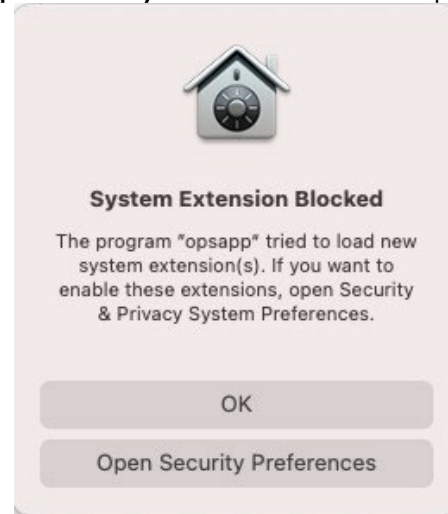 System Extension Blocked
The program "opsapp" tried to load new
system extension(s). If you want to
enable these extensions, open Security
& Privacy System Preferences.
OK
Open Security Preferences